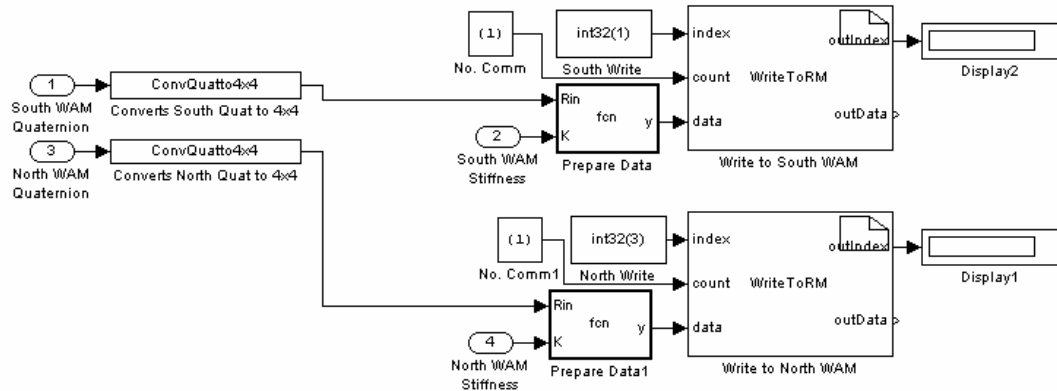 (1)
No. Comm
int32(1)
South Write
index
count
data
WriteToRM
outIndex
outData
Write to South WAM
Display2
1
South WAM
Quaternion
ConvQuatto4x4
Converts South Quat to 4x4
Rin
K
fcn
y
Prepare Data
2
South WAM
Stiffness
3
North WAM
Quaternion
ConvQuatto4x4
Converts North Quat to 4x4
(1)
No. Comm1
int32(3)
North Write
index
count
data
WriteToRM
outIndex
outData
Write to North WAM
Display1
Rin
K
fcn
y
Prepare Data1
4
North WAM
Stiffness